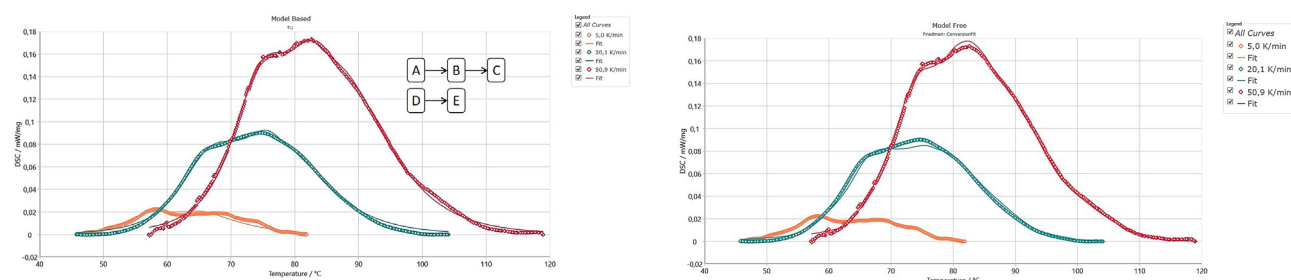 Model Based
t:;j
Legend
All Curves
5,0 K/min
Fit
20,1 K/min
Fit
50,9 K/min
Fit
0,18
0,16
0,14
0,12
0,1
0,08
0,06
0,04
0,02
0
-0,02
DSC / mW/mg
A
B
C
D
E
40
50
60
70
80
90
100
110
120
Temperature / °C
Model Free
Friedman: ConversionFit
Legend
All Curves
5,0 K/min
Fit
20,1 K/min
Fit
50,9 K/min
Fit
0,18
0,16
0,14
0,12
0,1
0,08
0,06
0,04
0,02
0
-0,02
DSC / mW/mg
40
50
60
70
80
90
100
110
120
Temperature / °C